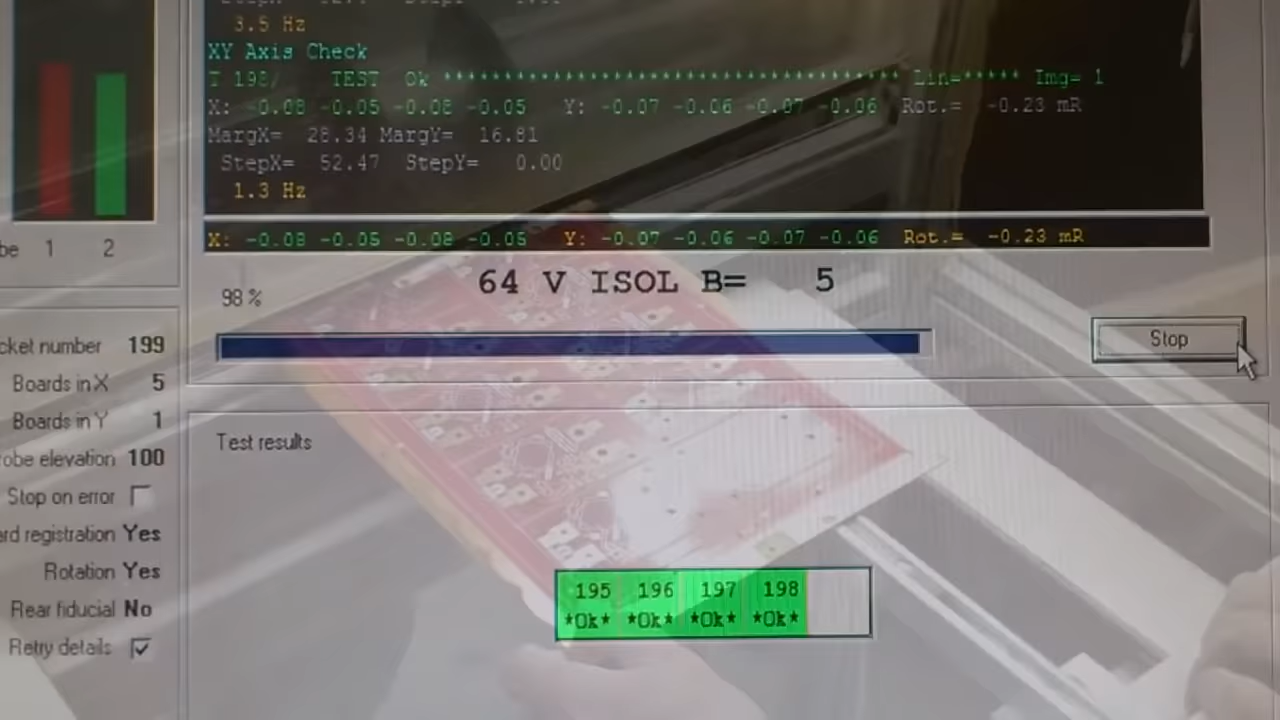 3.5 Hz
XY Axis Check
T 198/ TEST Ok ************************************* Lin=***** Img= 1
X: -0.08 -0.05 -0.08 -0.05 Y: -0.07 -0.06 -0.07 -0.06 Rot.= -0.23 mR
MargX= 28.34 MargY= 16.81
StepX= 52.47 StepY= 0.00
1.3 Hz
X: -0.08 -0.05 -0.08 -0.05 Y: -0.07 -0.06 -0.07 -0.06 Rot.= -0.23 mR
be 1 2
64 V ISOL B= 5
98 %
Stop
cket number 199
Boards in X 5
Boards in Y 1
obe elevation 100
Stop on error
ard registration Yes
Rotation Yes
Rear fiducial No
Retry details
Test results
195 196 197 198
*Ok* *Ok* *Ok* *Ok*